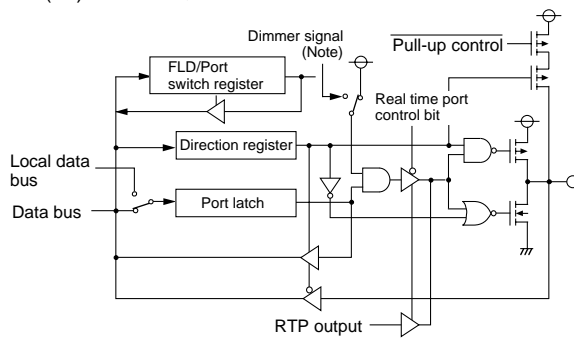 Dimmer signal
(Note)
Pull-up control
FLD/Port
switch register
Real time port
control bit
Direction register
Local data
bus
Port latch
Data bus
RTP output